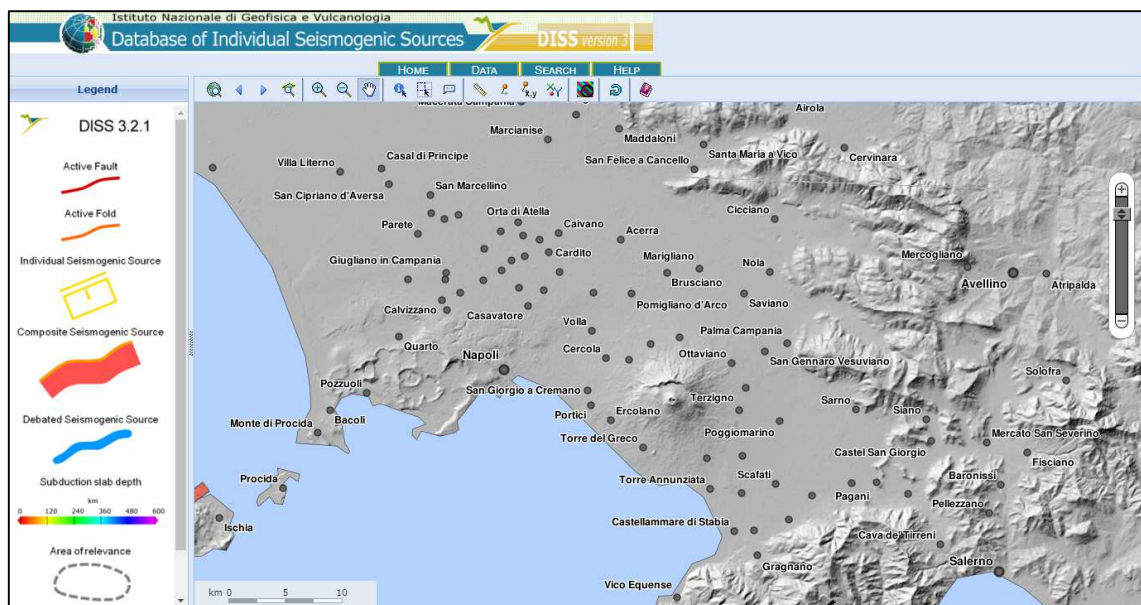 Istituto Nazionale di Geofisica e Vulcanologia
Database of Individual Seismogenic Sources
DISS version 3
HOME DATA SEARCH HELP
Legend
DISS 3.2.1
Active Fault
Active Fold
Individual Seismogenic Source
Composite Seismogenic Source
Debated Seismogenic Source
Subduction slab depth
km
0 120 240 360 480 600
Area of relevance
x,y
Airola
Marcianise
Maddaloni
Santa Maria a Vico
Cervinara
San Felice a Cancello
Villa Literno
Casal di Principe
San Cipriano d'Aversa
San Marcellino
Orta di Atella
Cicciano
Parete
Caivano
Acerra
Cardito
Giugliano in Campania
Marigliano
Nola
Mercogliano
Brusciano
Avellino
Atripalda
Pomigliano d'Arco
Saviano
Calvizzano
Casavatore
Volla
Palma Campania
Quarto
Napoli
Cercola
Ottaviano
San Gennaro Vesuviano
Solofra
Pozzuoli
San Giorgio a Cremano
Terzigno
Sarno
Siano
Portici
Ercolano
Bacoli
Monte di Procida
Torre del Greco
Poggiomarino
Mercato San Severino
Castel San Giorgio
Fisciano
Procida
Torre Annunziata
Scafati
Baronissi
Pagani
Pellezzano
Ischia
Castellammare di Stabia
Cava de' Tirreni
Gragnano
Salerno
Vico Equense
km 0 5 10